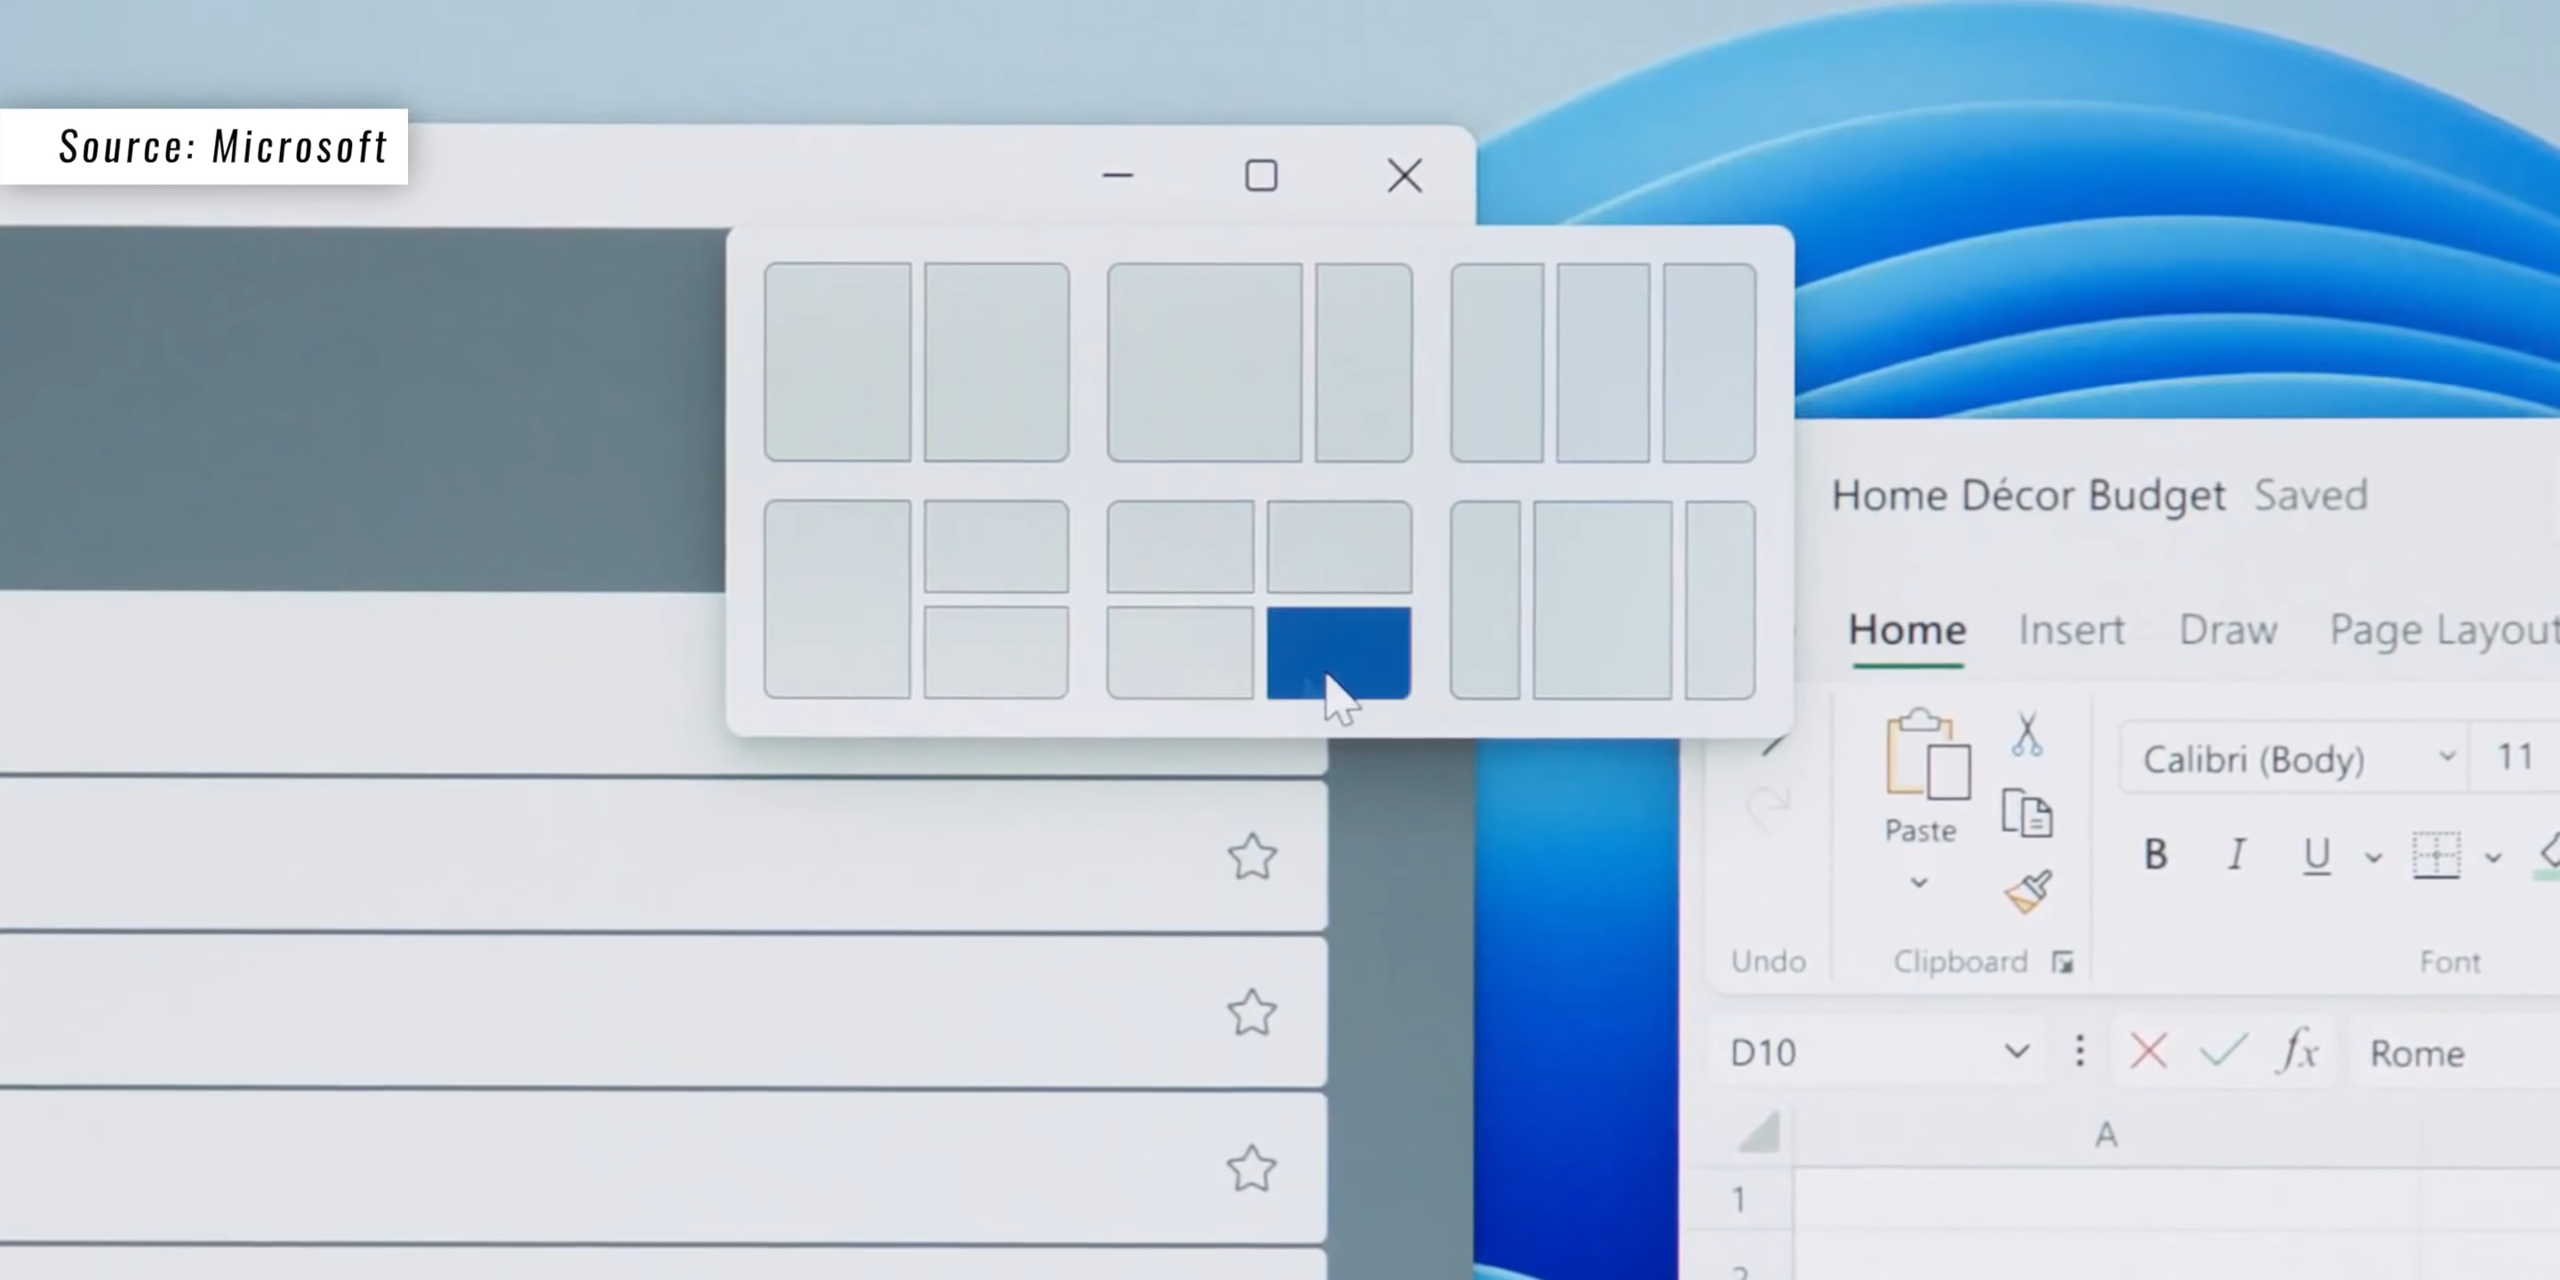 Source: Microsoft
Home Décor Budget Saved
Home Insert Draw Page Layout
Calibri (Body) 11
Paste
B I U
Undo Clipboard Font
D10 fx Rome
A
1